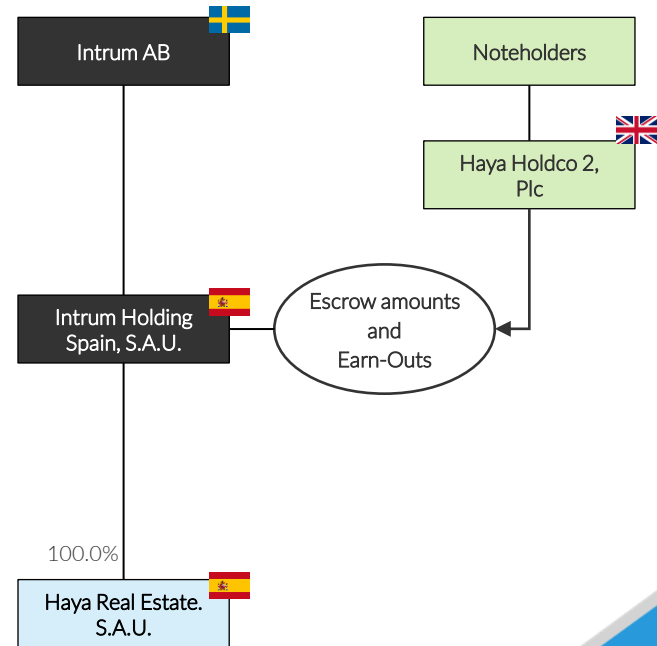 Intrum AB
Noteholders
Haya Holdco 2,
Plc
Intrum Holding
Spain, S.A.U.
Escrow amounts
and
Earn-Outs
100.0%
Haya Real Estate.
S.A.U.